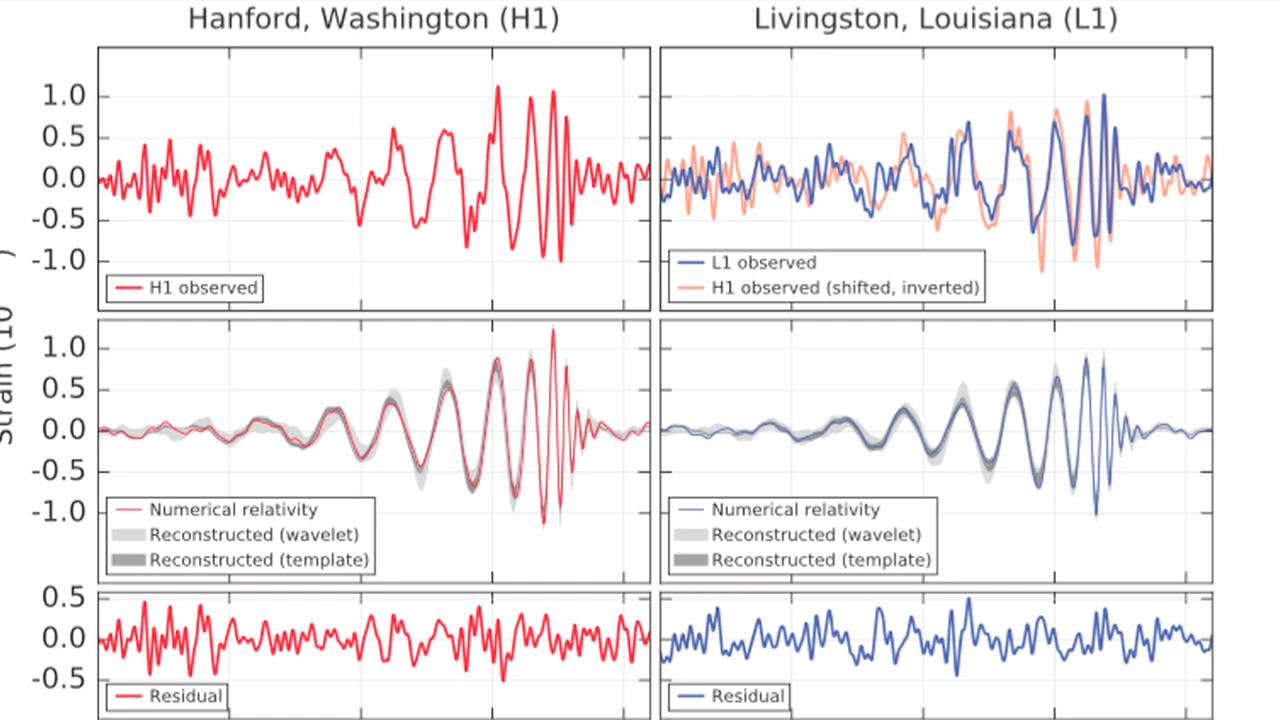 Hanford, Washington (H1)
Livingston, Louisiana (L1)
1.0
0.5
0.0
-0.5
-1.0
H1 observed
L1 observed
H1 observed (shifted, inverted)
1.0
0.5
0.0
-0.5
-1.0
Numerical relativity
Reconstructed (wavelet)
Reconstructed (template)
Numerical relativity
Reconstructed (wavelet)
Reconstructed (template)
0.5
0.0
-0.5
Residual
Residual
Strain (10
)